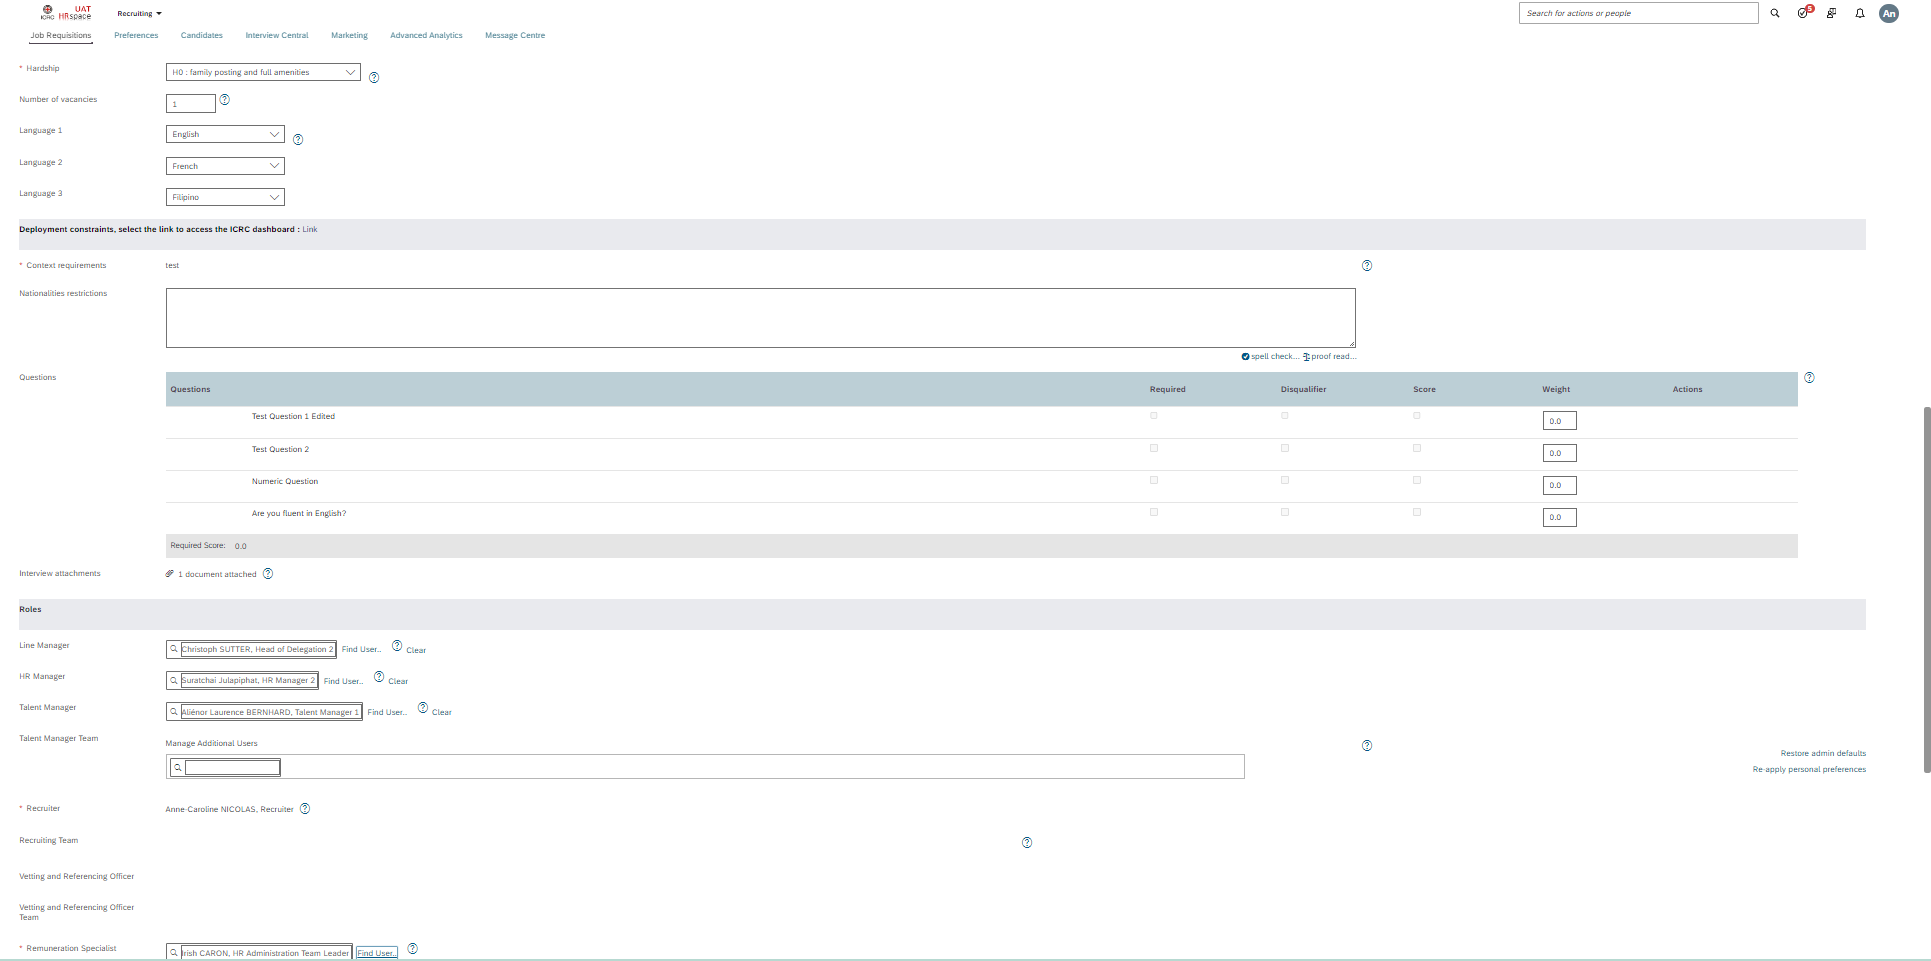 UAT
ICRC HRspace
Recruiting
Search for actions or people
5
An
Job Requisitions Preferences Candidates Interview Central Marketing Advanced Analytics Message Centre
* Hardship H0 : family posting and full amenities ?
Number of vacancies 1 ?
Language 1 English ?
Language 2 French
Language 3 Filipino
Deployment constraints, select the link to access the ICRC dashboard : Link
* Context requirements test ?
Nationalities restrictions
spell check... proof read...
Questions ?
Questions Required Disqualifier Score Weight Actions
Test Question 1 Edited 0.0
Test Question 2 0.0
Numeric Question 0.0
Are you fluent in English? 0.0
Required Score: 0.0
Interview attachments 1 document attached ?
Roles
Line Manager Christoph SUTTER, Head of Delegation 2 Find User.. ? Clear
HR Manager Suratchai Julapiphat, HR Manager 2 Find User.. ? Clear
Talent Manager Aliénor Laurence BERNHARD, Talent Manager 1 Find User.. ? Clear
Talent Manager Team Manage Additional Users ?
Restore admin defaults
Re-apply personal preferences
* Recruiter Anne-Caroline NICOLAS, Recruiter ?
Recruiting Team ?
Vetting and Referencing Officer
Vetting and Referencing Officer
Team
* Remuneration Specialist Irish CARON, HR Administration Team Leader Find User.. ?